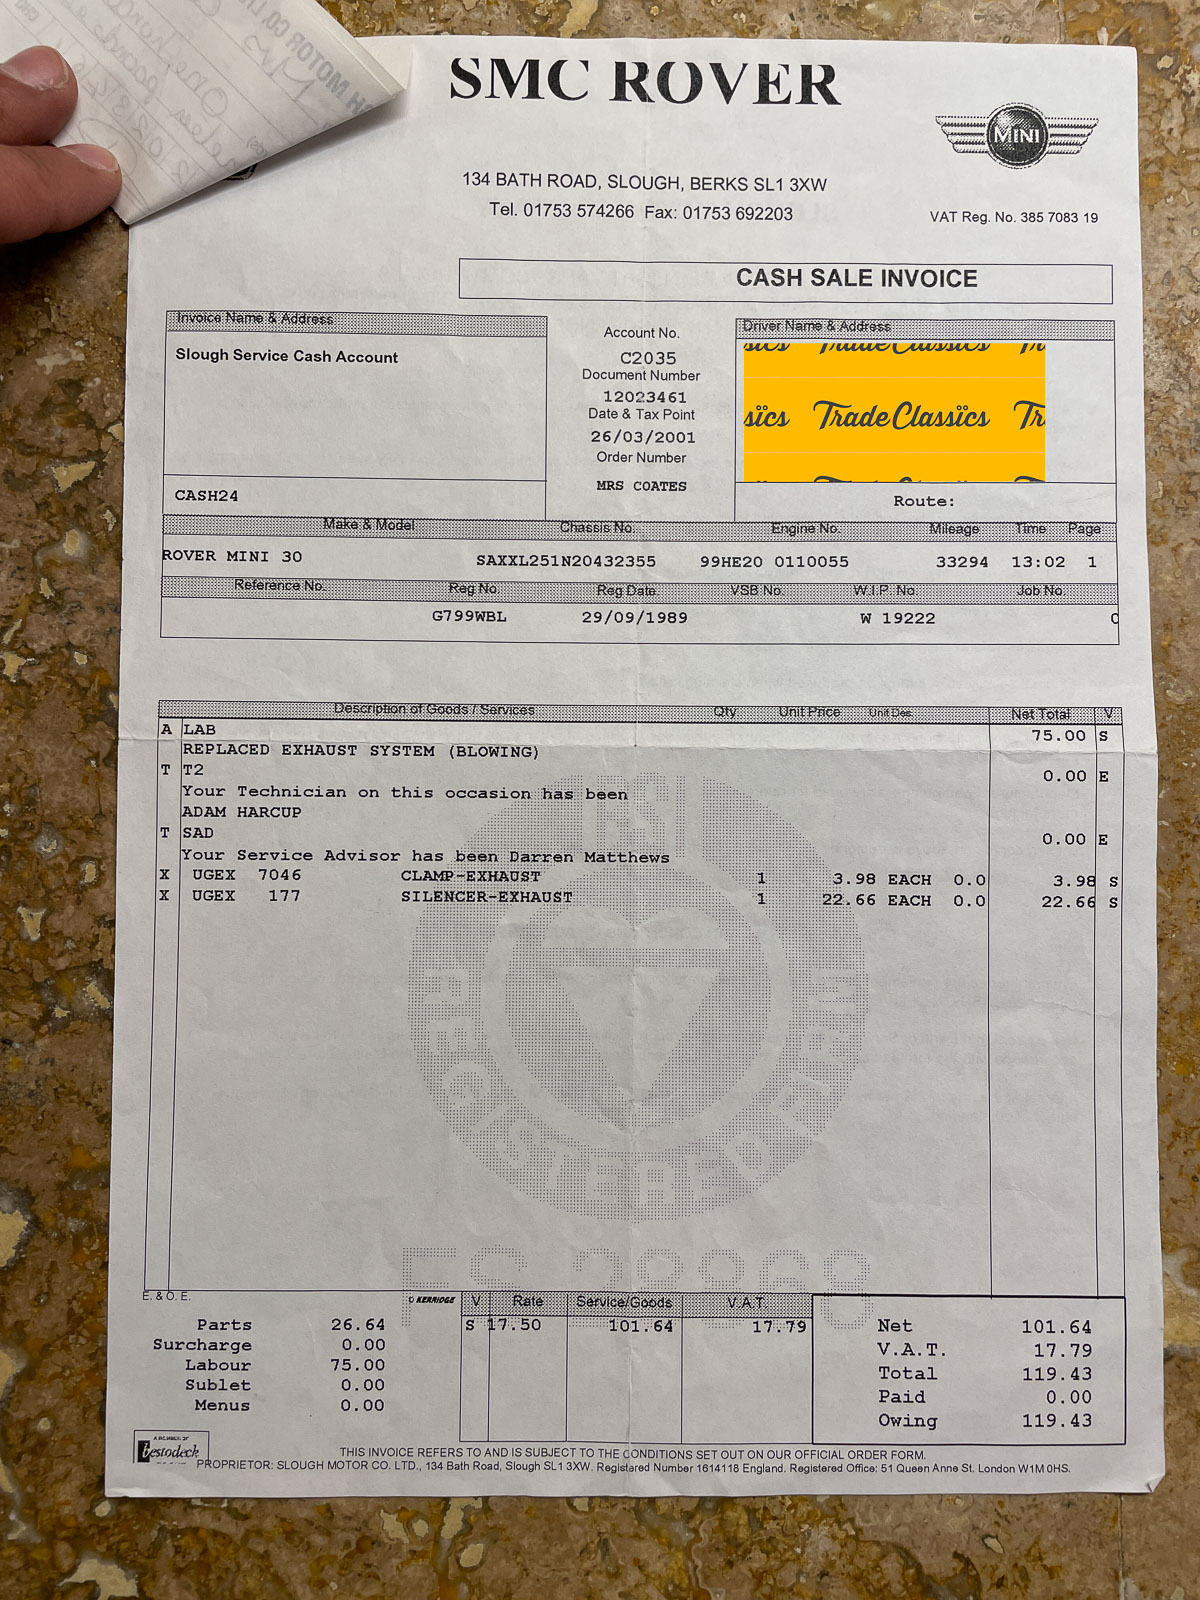 SMC ROVER
MINI
134 BATH ROAD, SLOUGH, BERKS SL1 3XW
Tel. 01753 574266 Fax: 01753 692203
VAT Reg. No. 385 7083 19
CASH SALE INVOICE
Invoice Name & Address
Slough Service Cash Account
CASH24
Account No.
C2035
Document Number
12023461
Date & Tax Point
26/03/2001
Order Number
MRS COATES
Driver Name & Address
Trade Classics
Route:
Make & Model Chassis No. Engine No. Mileage Time Page
ROVER MINI 30 SAXXL251N20432355 99HE20 0110055 33294 13:02 1
Reference No. Reg No. Reg Date. VSB No. W.I.P. No. Job No.
G799WBL 29/09/1989 W 19222
Description of Goods / Services Qty Unit Price Unit Des. Net Total V
A LAB 75.00 S
REPLACED EXHAUST SYSTEM (BLOWING)
T T2 0.00 E
Your Technician on this occasion has been
ADAM HARCUP
T SAD 0.00 E
Your Service Advisor has been Darren Matthews
X UGEX 7046 CLAMP-EXHAUST 1 3.98 EACH 0.0 3.98 S
X UGEX 177 SILENCER-EXHAUST 1 22.66 EACH 0.0 22.66 S
BSI REGISTERED FIRM
E. & O. E.
KERRIDGE
Parts 26.64
Surcharge 0.00
Labour 75.00
Sublet 0.00
Menus 0.00
V Rate Service/Goods V.A.T.
S 17.50 101.64 17.79
Net 101.64
V.A.T. 17.79
Total 119.43
Paid 0.00
Owing 119.43
A MEMBER OF
THIS INVOICE REFERS TO AND IS SUBJECT TO THE CONDITIONS SET OUT ON OUR OFFICIAL ORDER FORM.
PROPRIETOR: SLOUGH MOTOR CO. LTD., 134 Bath Road, Slough SL1 3XW. Registared Number 1614118 England. Registered Office: 51 Queen Anne St. London W1M 0HS.